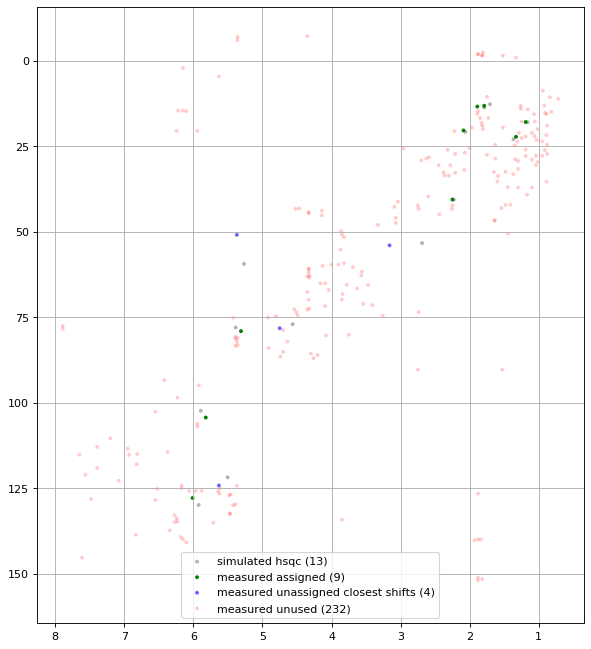 0
25
50
75
100
125
150
8 7 6 5 4 3 2 1
simulated hsqc (13)
measured assigned (9)
measured unassigned closest shifts (4)
measured unused (232)